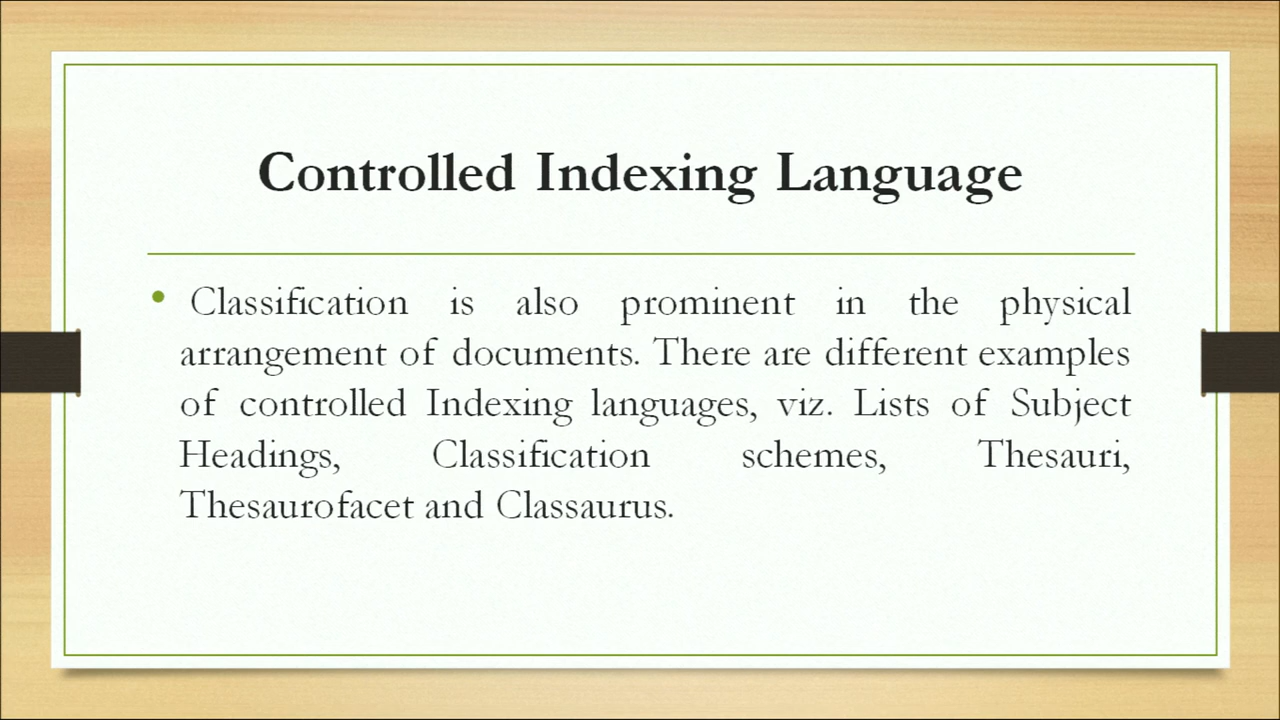 Controlled Indexing Language
• Classification is also prominent in the physical
arrangement of documents. There are different examples
of controlled Indexing languages, viz. Lists of Subject
Headings, Classification schemes, Thesauri,
Thesaurofacet and Classaurus.